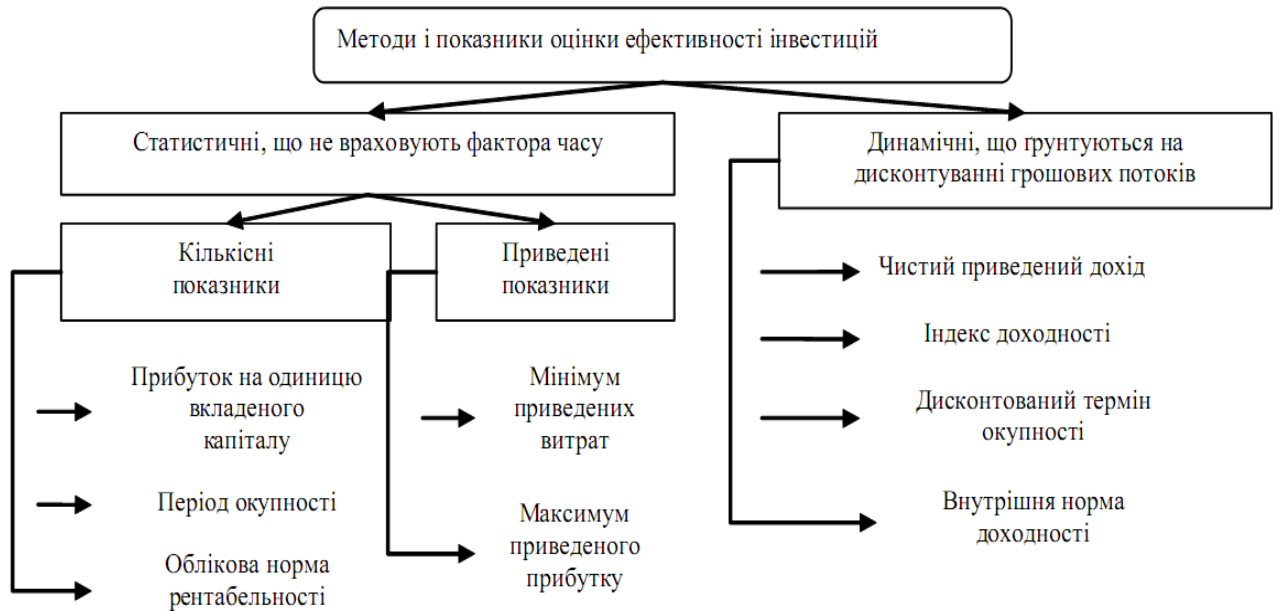 Методи і показники оцінки ефективності інвестицій
Статистичні, що не враховують фактора часу
Динамічні, що ґрунтуються на
дисконтуванні грошових потоків
Кількісні
показники
Приведені
показники
Прибуток на одиницю
вкладеного
капіталу
Період окупності
Облікова норма
рентабельності
Мінімум
приведених
витрат
Максимум
приведеного
прибутку
Чистий приведений дохід
Індекс доходності
Дисконтований термін
окупності
Внутрішня норма
доходності